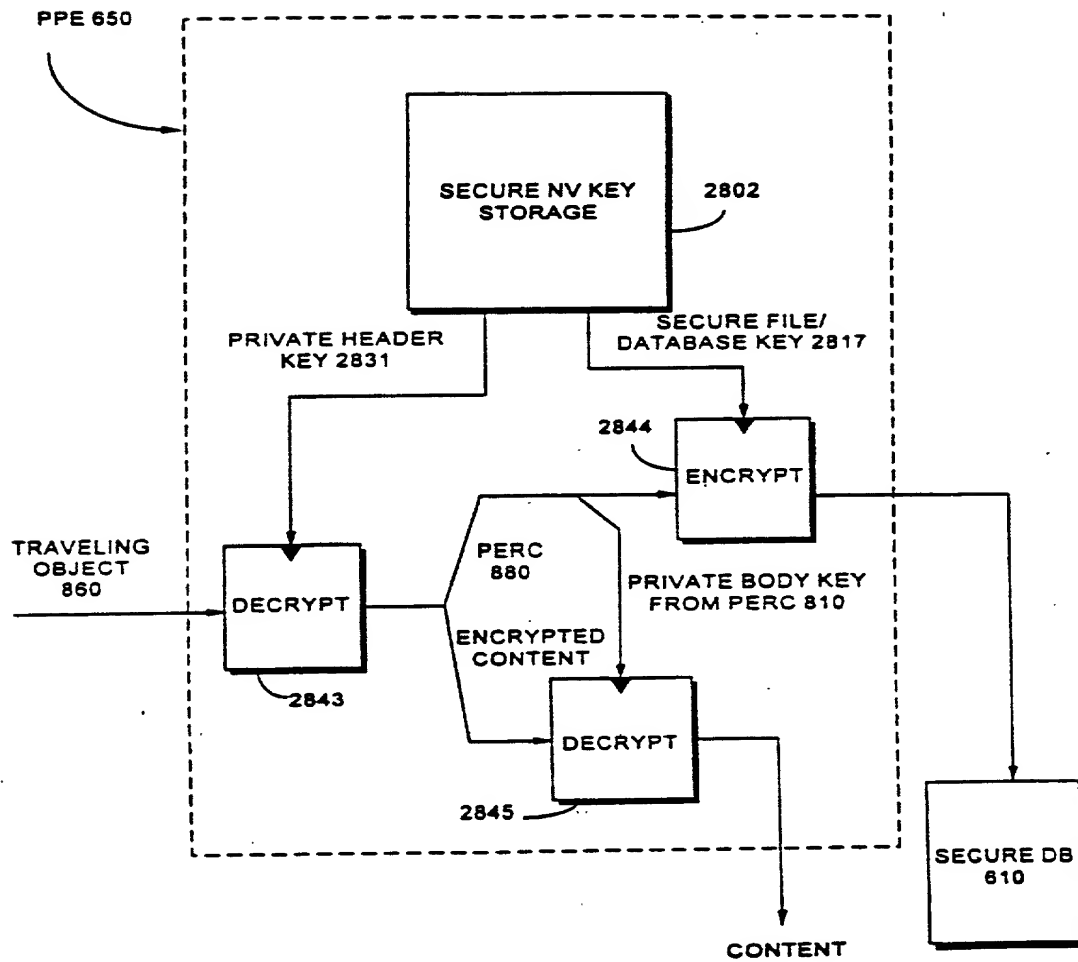 PPE 650
SECURE NV KEY
STORAGE
2802
PRIVATE HEADER
KEY 2831
SECURE FILE/
DATABASE KEY 2817
2844
ENCRYPT
TRAVELING
OBJECT
860
DECRYPT
2843
PERC
880
PRIVATE BODY KEY
FROM PERC 810
ENCRYPTED
CONTENT
DECRYPT
2845
SECURE DB
610
CONTENT